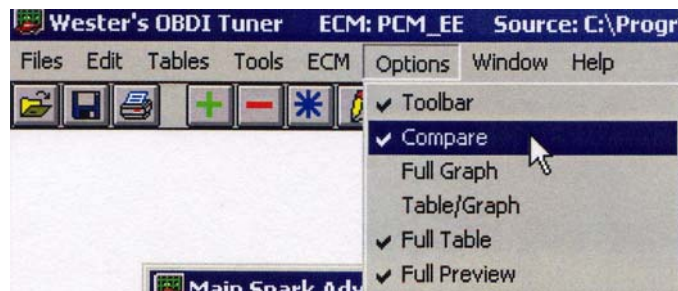 Wester's OBDI Tuner ECM: PCM_EE Source: C:\Progr
Files Edit Tables Tools ECM Options Window Help
Toolbar
Compare
Full Graph
Table/Graph
Full Table
Full Preview
Main Spark Adv